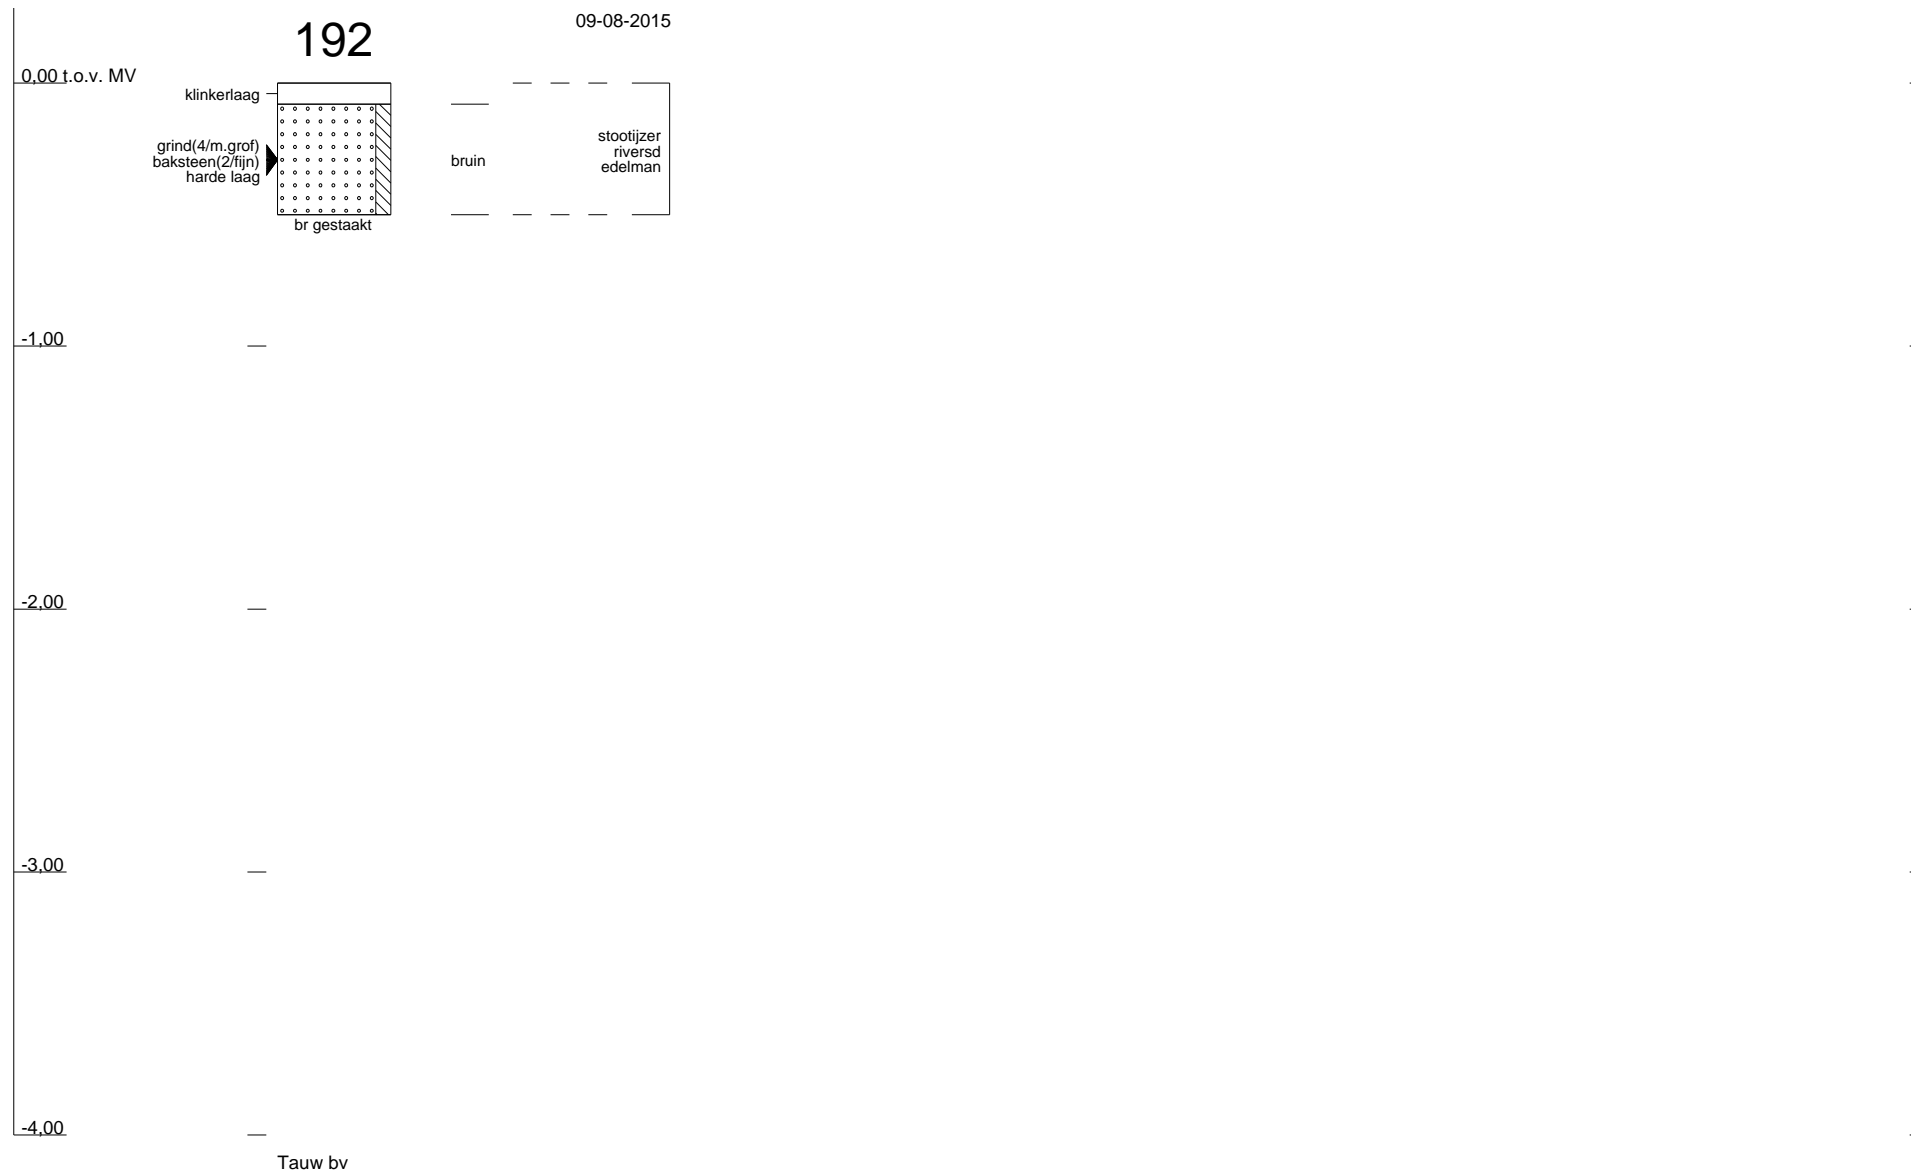 192
09-08-2015
0,00 t.o.v. MV
klinkerlaag
grind(4/m.grof)
baksteen(2/fijn)
harde laag
bruin
stootijzer
riversd
edelman
br gestaakt
-1,00
-2,00
-3,00
-4,00
Tauw bv